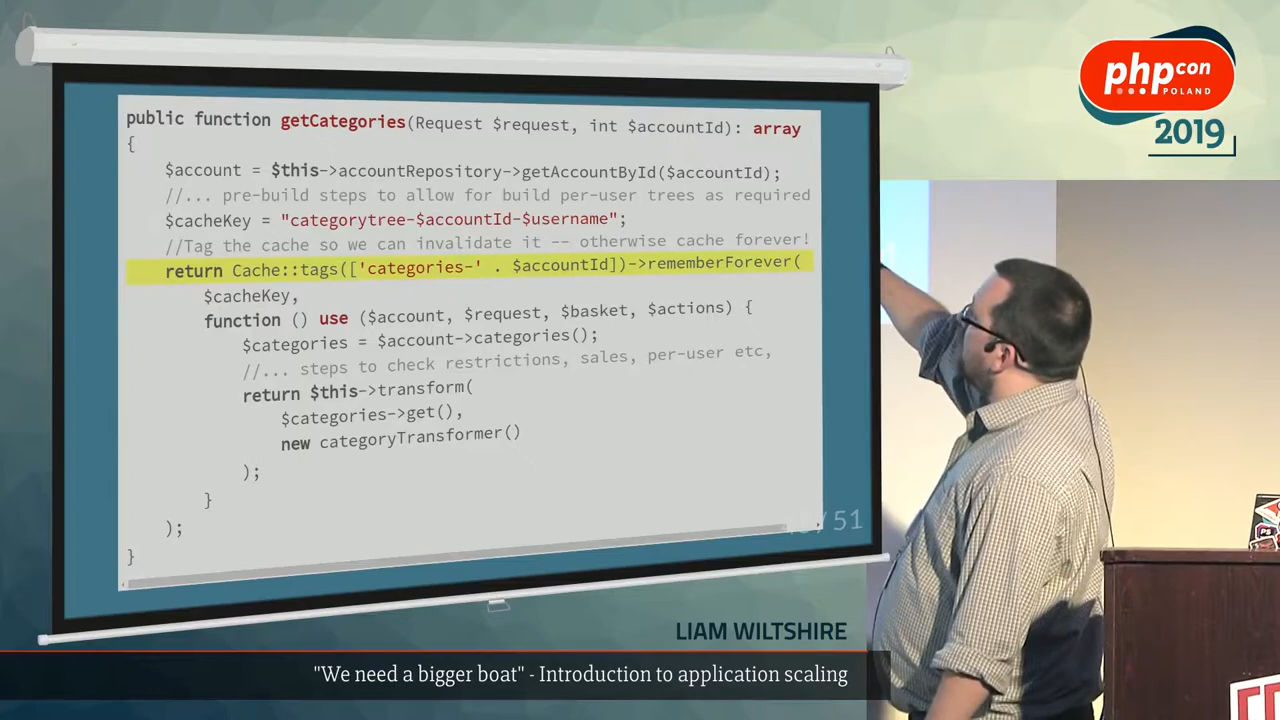 public function getCategories(Request $request, int $accountId): array
{
$account = $this->accountRepository->getAccountById($accountId);
//... pre-build steps to allow for build per-user trees as required
$cacheKey = "categorytree-$accountId-$username";
//Tag the cache so we can invalidate it -- otherwise cache forever!
return Cache::tags(['categories-' . $accountId])->rememberForever(
$cacheKey,
function () use ($account, $request, $basket, $actions) {
$categories = $account->categories();
//... steps to check restrictions, sales, per-user etc,
return $this->transform(
$categories->get(),
new categoryTransformer()
);
}
);
}
/ 51
phpcon
POLAND
2019
LIAM WILTSHIRE
"We need a bigger boat" - Introduction to application scaling